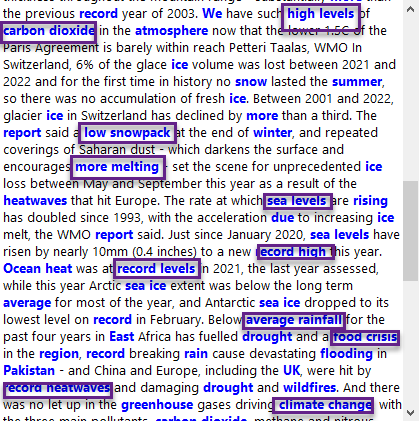 the previous record year of 2003. We have such high levels of
carbon dioxide in the atmosphere now that the lower 1.5C of the
Paris Agreement is barely within reach Petteri Taalas, WMO In
Switzerland, 6% of the glace ice volume was lost between 2021 and
2022 and for the first time in history no snow lasted the summer,
so there was no accumulation of fresh ice. Between 2001 and 2022,
glacier ice in Switzerland has declined by more than a third. The
report said a low snowpack at the end of winter, and repeated
coverings of Saharan dust - which darkens the surface and
encourages more melting - set the scene for unprecedented ice
loss between May and September this year as a result of the
heatwaves that hit Europe. The rate at which sea levels are rising
has doubled since 1993, with the acceleration due to increasing ice
melt, the WMO report said. Just since January 2020, sea levels have
risen by nearly 10mm (0.4 inches) to a new record high this year.
Ocean heat was at record levels in 2021, the last year assessed,
while this year Arctic sea ice extent was below the long term
average for most of the year, and Antarctic sea ice dropped to its
lowest level on record in February. Below average rainfall for the
past four years in East Africa has fuelled drought and a food crisis
in the region, record breaking rain cause devastating flooding in
Pakistan - and China and Europe, including the UK, were hit by
record heatwaves and damaging drought and wildfires. And there
was no let up in the greenhouse gases driving climate change, with
the three main pollutants, carbon dioxide, methane and nitrous